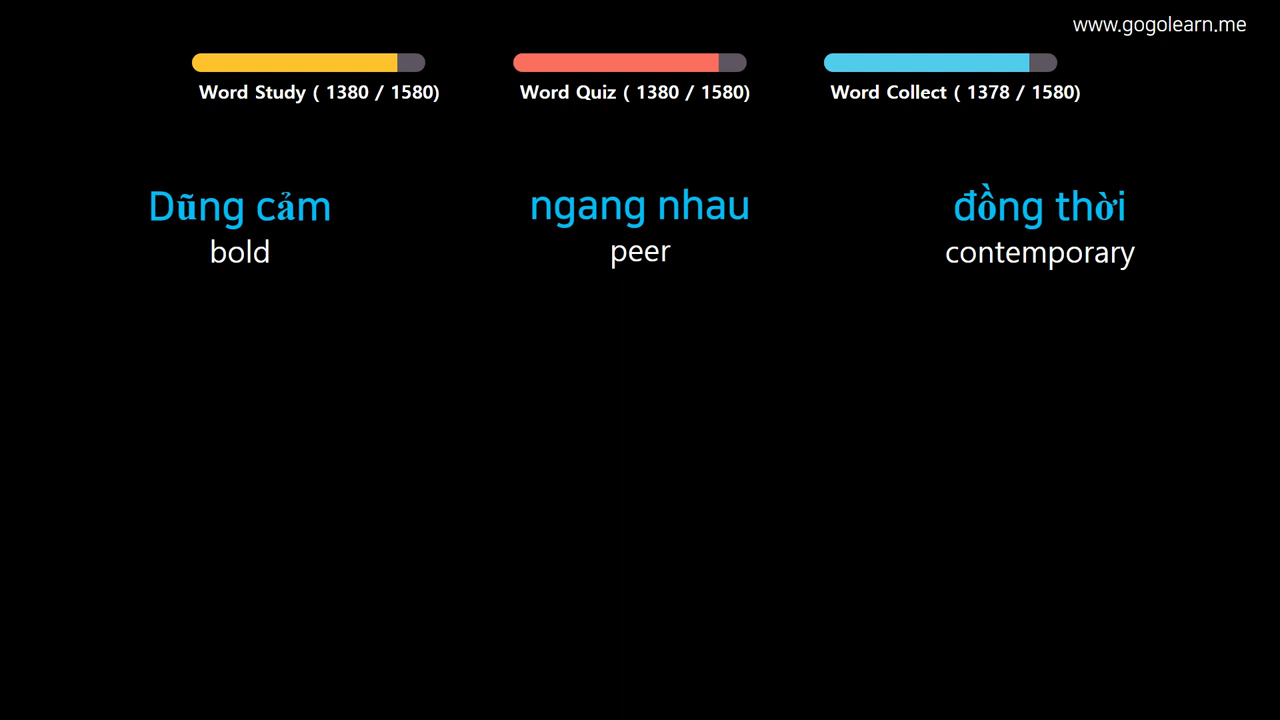 www.gogolearn.me
Word Study ( 1380 / 1580)
Word Quiz ( 1380 / 1580)
Word Collect ( 1378 / 1580)
Dũng cảm
bold
ngang nhau
peer
đồng thời
contemporary